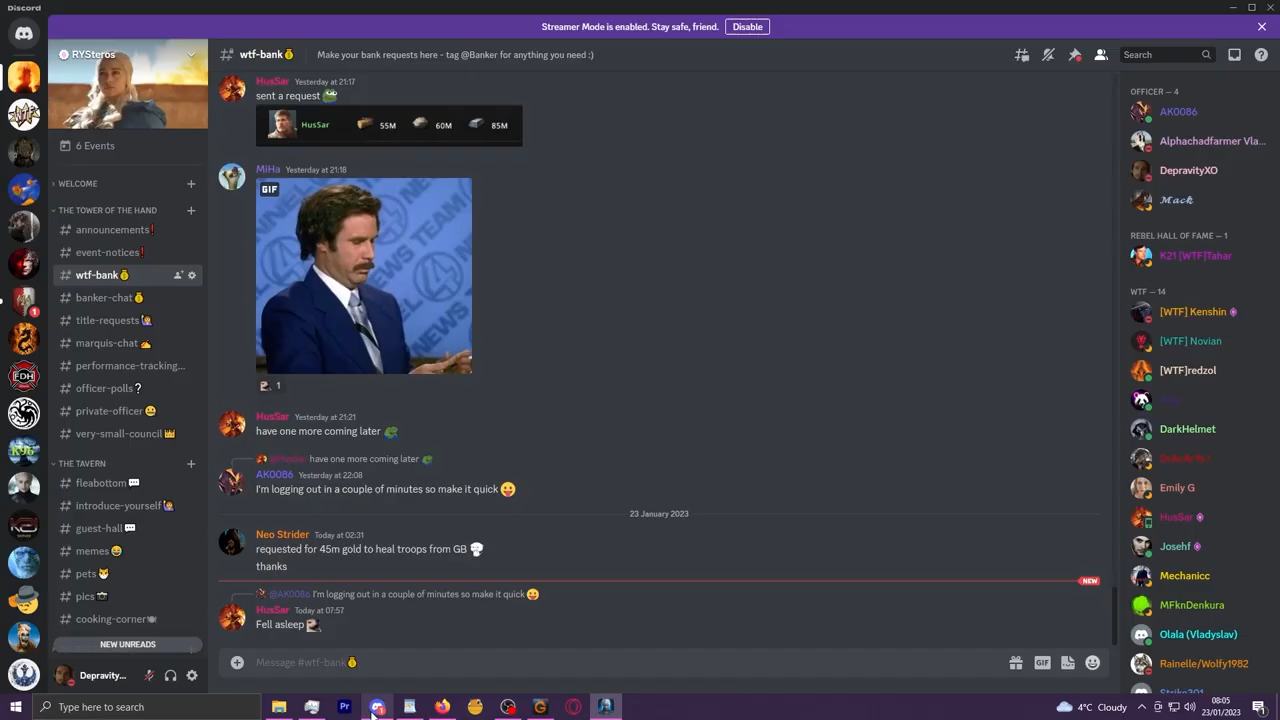 Discord
Streamer Mode is enabled. Stay safe, friend. Disable
RYSteros
wtf-bank
Make your bank requests here - tag @Banker for anything you need :)
Search
6 Events
WELCOME
THE TOWER OF THE HAND
announcements
event-notices
wtf-bank
banker-chat
title-requests
marquis-chat
performance-tracking...
officer-polls
private-officer
very-small-council
THE TAVERN
fleabottom
introduce-yourself
guest-hall
memes
pets
pics
cooking-corner
NEW UNREADS
Depravity...
FDH
K96
1
HusSar Yesterday at 21:17
sent a request
HusSar 55M 60M 85M
MiHa Yesterday at 21:18
GIF
1
HusSar Yesterday at 21:21
have one more coming later
have one more coming later
AK0086 Yesterday at 22:08
I'm logging out in a couple of minutes so make it quick
23 January 2023
Neo Strider Today at 02:31
requested for 45m gold to heal troops from GB
thanks
NEW
@AK0086 I'm logging out in a couple of minutes so make it quick
HusSar Today at 07:57
Fell asleep
Message #wtf-bank
GIF
OFFICER — 4
AK0086
Alphachadfarmer Vla...
DepravityXO
Mack
REBEL HALL OF FAME — 1
K21 [WTF]Tahar
WTF — 14
[WTF] Kenshin
[WTF] Novian
[WTF]redzol
DarkHelmet
Emily G
HusSar
Josehf
Mechanicc
MFknDenkura
Olala (Vladyslav)
Rainelle/Wolfy1982
Strike301
Type here to search
Pr
4°C Cloudy
08:05
23/01/2023